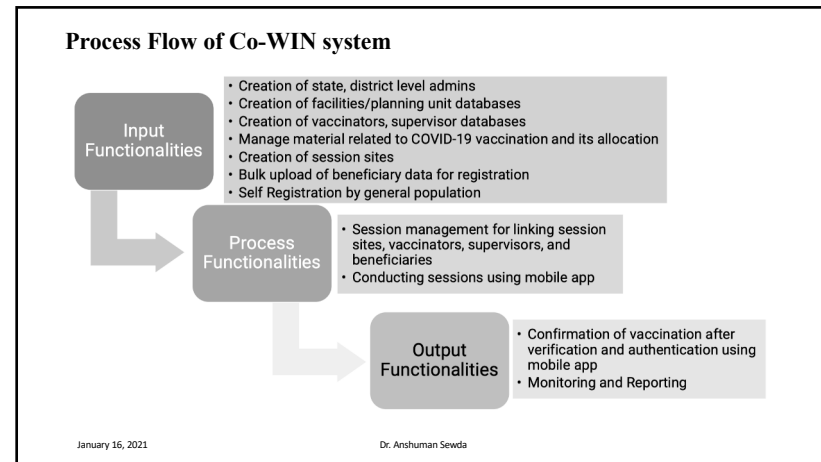 Process Flow of Co-WIN system
Input
Functionalities
• Creation of state, district level admins
• Creation of facilities/planning unit databases
• Creation of vaccinators, supervisor databases
• Manage material related to COVID-19 vaccination and its allocation
• Creation of session sites
• Bulk upload of beneficiary data for registration
• Self Registration by general population
Process
Functionalities
• Session management for linking session
sites, vaccinators, supervisors, and
beneficiaries
• Conducting sessions using mobile app
Output
Functionalities
• Confirmation of vaccination after
verification and authentication using
mobile app
• Monitoring and Reporting
January 16, 2021
Dr. Anshuman Sewda